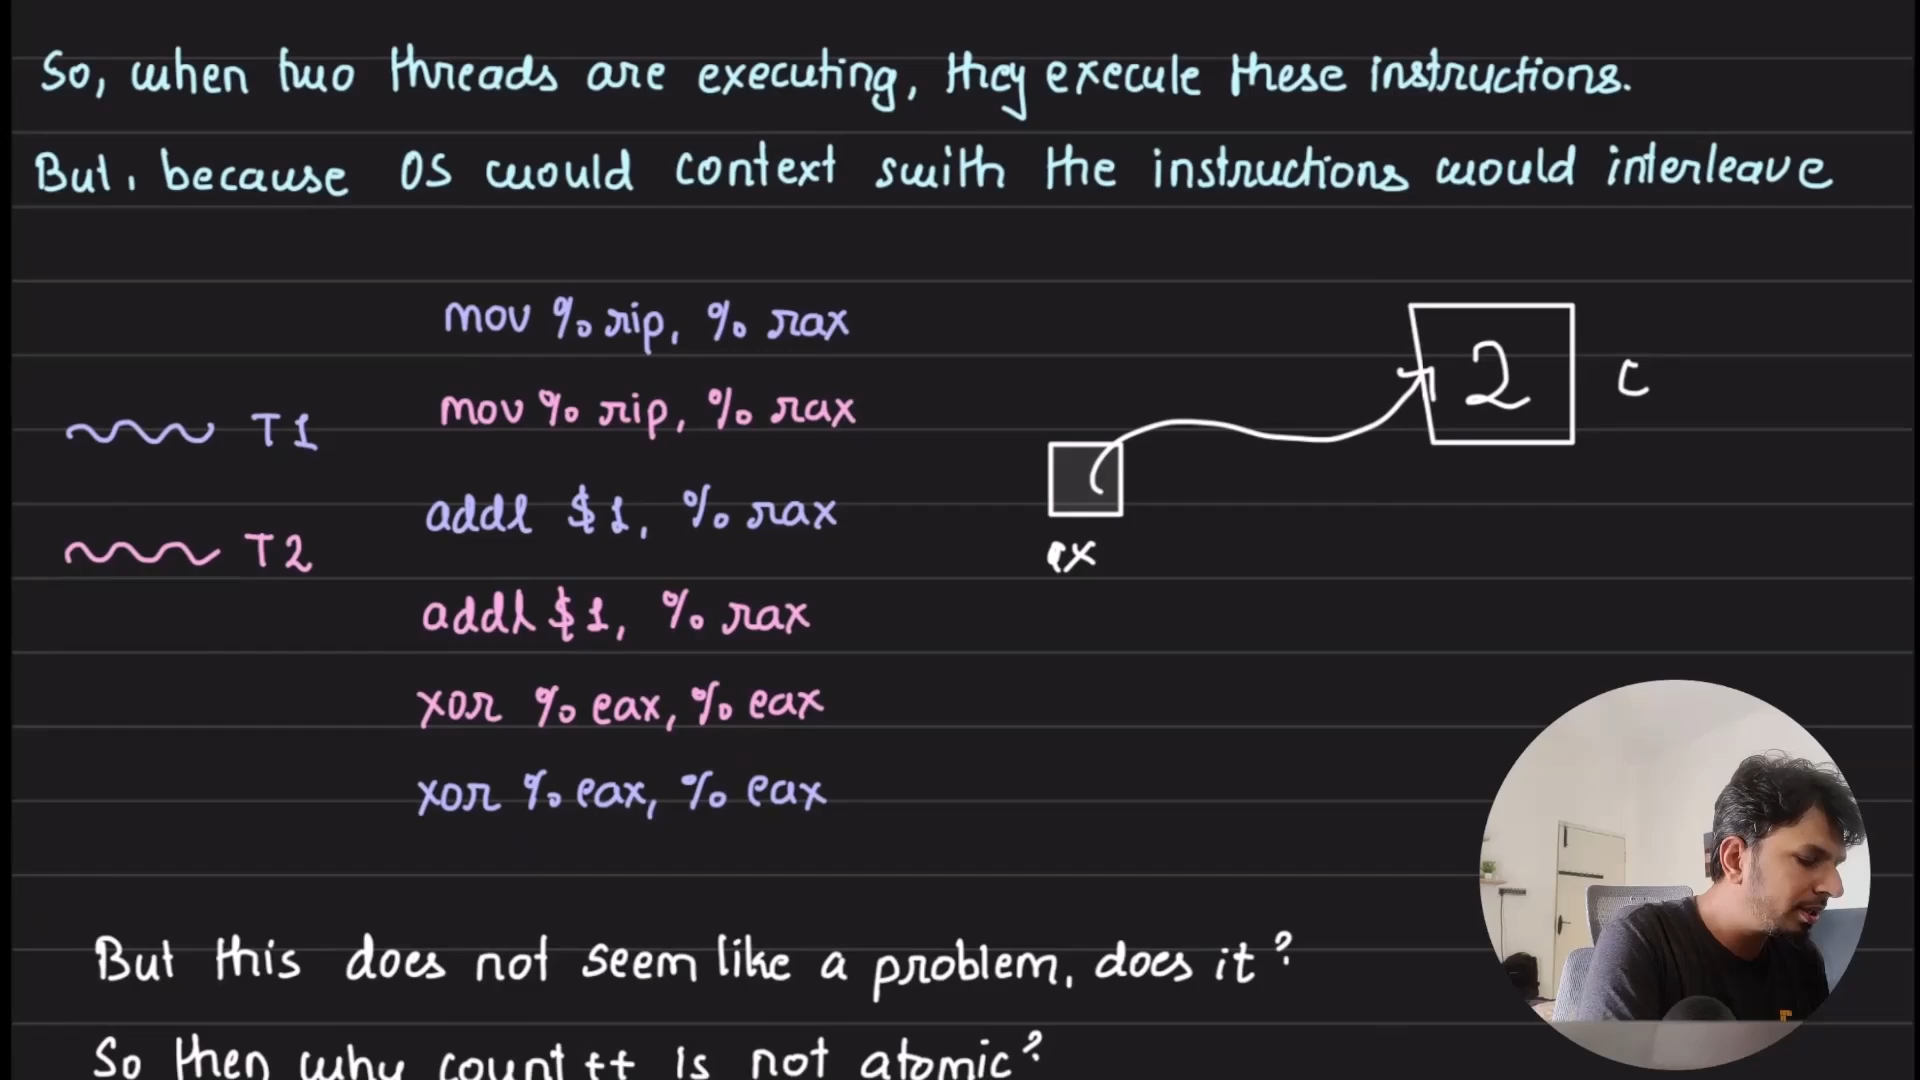 So, when two threads are executing, they execute these instructions.
But, because OS would context swith the instructions would interleave
mov % rip, % rax
mov % rip, % rax
T1
addl $1, % rax
T2
addl $1, % rax
xor % eax, % eax
xor % eax, % eax
2
C
ax
But this does not seem like a problem, does it?
So then why count ++ is not atomic?